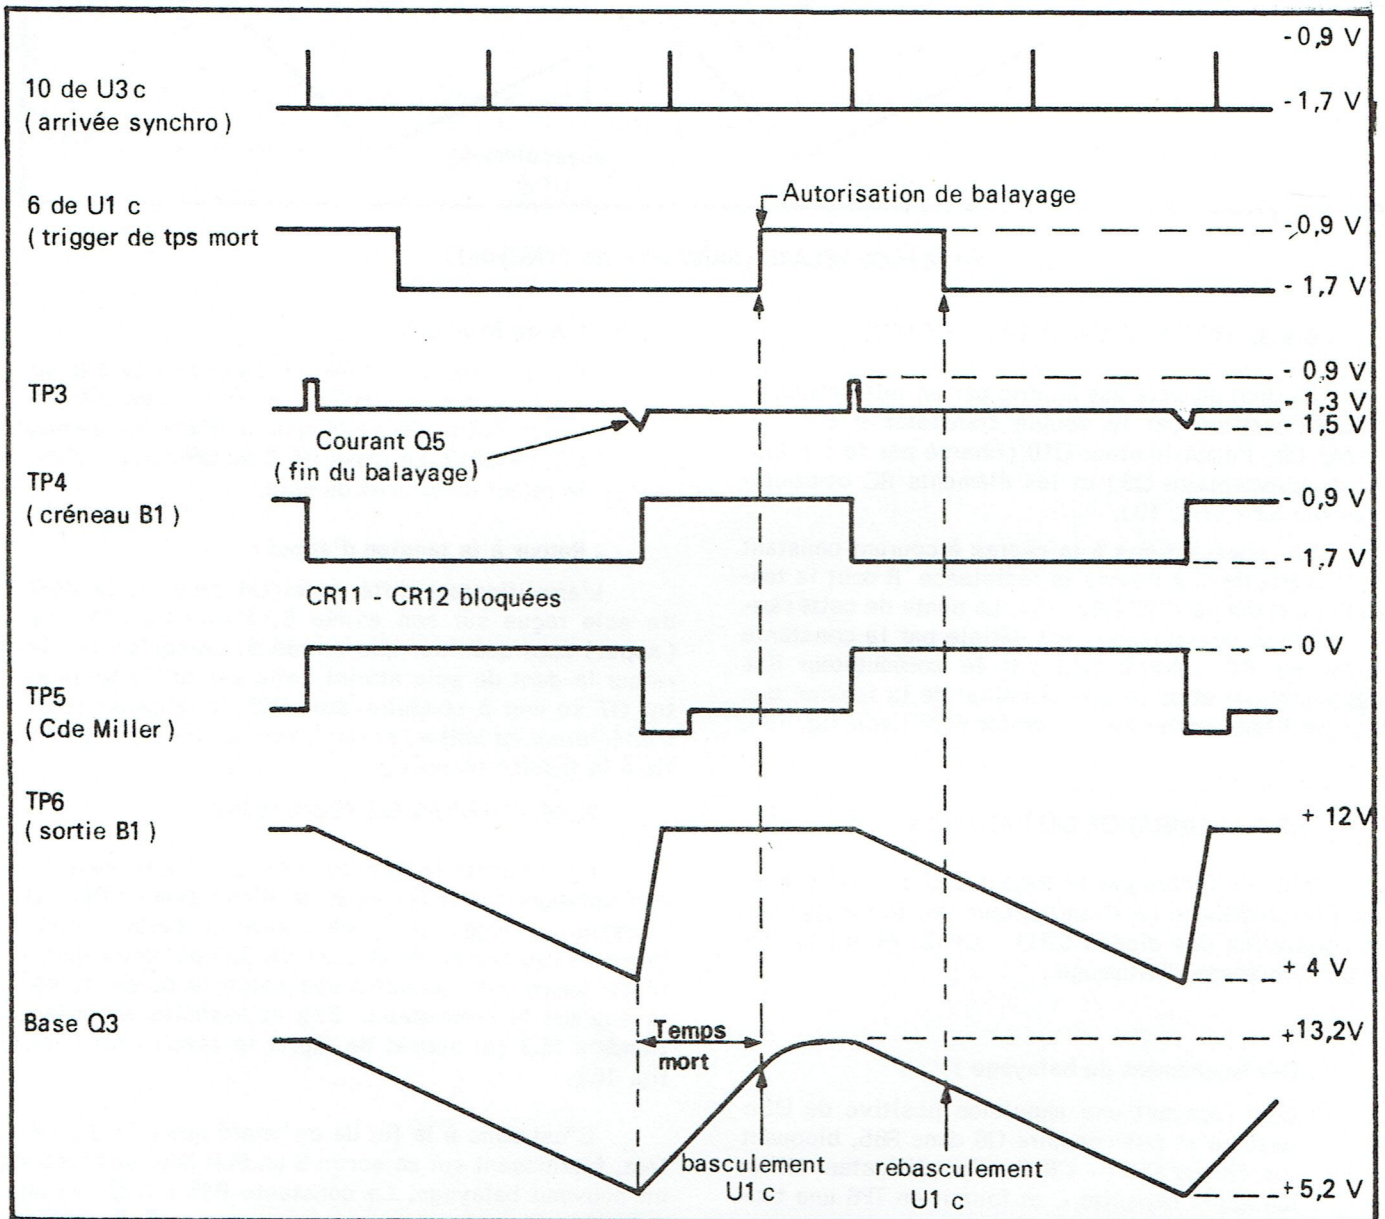 - 0,9 V
10 de U3 c
( arrivée synchro )
- 1,7 V
6 de U1 c
( trigger de tps mort
Autorisation de balayage
- 0,9 V
- 1,7 V
TP3
- 0,9 V
- 1,3 V
- 1,5 V
Courant Q5
( fin du balayage )
TP4
( créneau B1 )
- 0,9 V
- 1,7 V
CR11 - CR12 bloquées
TP5
( Cde Miller )
- 0 V
TP6
( sortie B1 )
+ 12V
+ 4 V
Base Q3
Temps
mort
+13,2V
basculement
U1 c
rebasculement
U1 c
+5,2 V